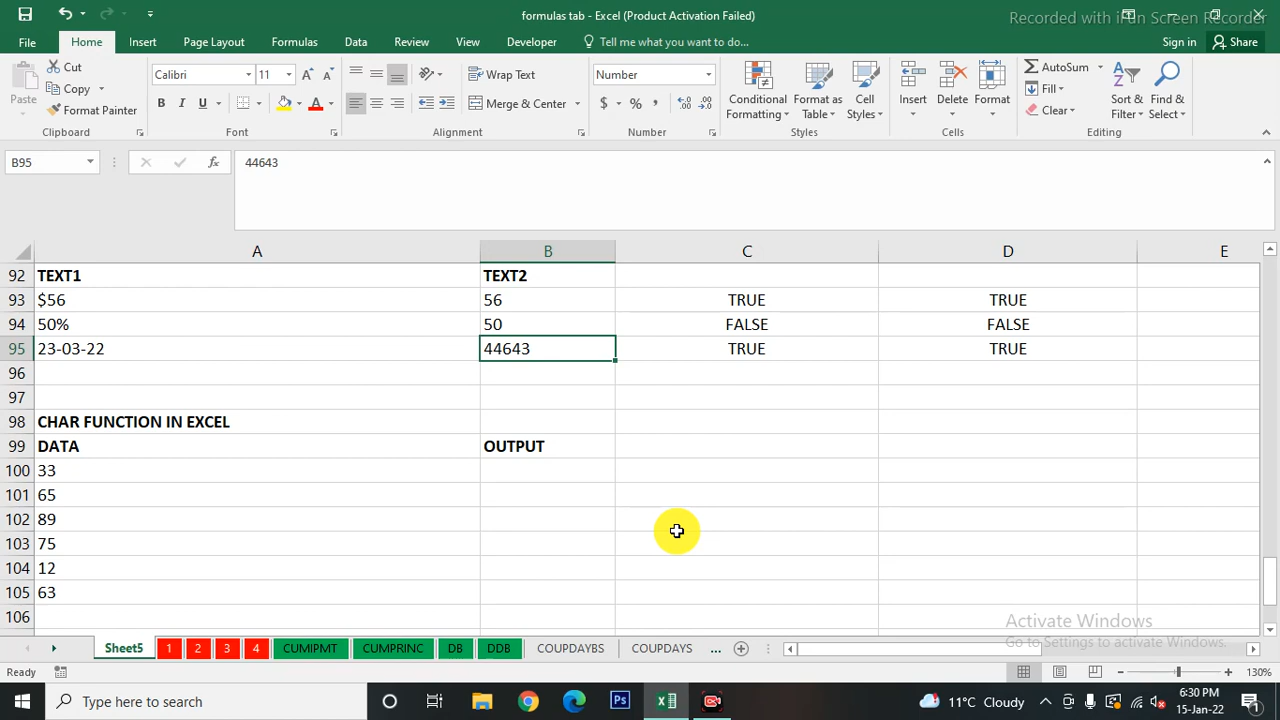 formulas tab - Excel (Product Activation Failed)
Recorded with iFun Screen Recorder
File Home Insert Page Layout Formulas Data Review View Developer Tell me what you want to do... Sign in Share
Paste Cut Copy Format Painter Clipboard
Calibri 11 B I U A A A Font
Wrap Text Merge & Center Alignment
Number $ % , Number
Conditional Formatting Format as Table Cell Styles Styles
Insert Delete Format Cells
AutoSum Fill Clear Sort & Filter Find & Select Editing
B95 fx 44643
A B C D E
92 TEXT1 TEXT2
93 $56 56 TRUE TRUE
94 50% 50 FALSE FALSE
95 23-03-22 44643 TRUE TRUE
96
97
98 CHAR FUNCTION IN EXCEL
99 DATA OUTPUT
100 33
101 65
102 89
103 75
104 12
105 63
106
Activate Windows
Go to Settings to activate Windows.
Sheet5 1 2 3 4 CUMIPMT CUMPRINC DB DDB COUPDAYBS COUPDAYS ...
Ready 130%
Type here to search 11°C Cloudy 6:30 PM
15-Jan-22